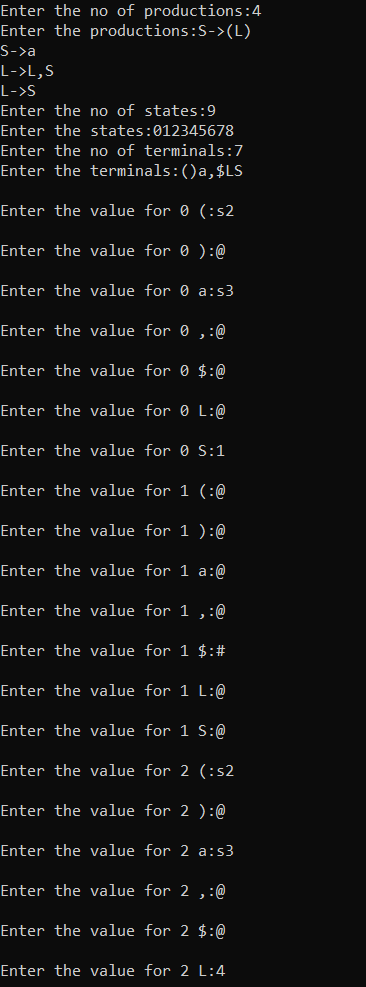 Enter the no of productions:4
Enter the productions:S->(L)
S->a
L->L,S
L->S
Enter the no of states:9
Enter the states:012345678
Enter the no of terminals:7
Enter the terminals:()a,$LS
Enter the value for 0 (:s2
Enter the value for 0 ):@
Enter the value for 0 a:s3
Enter the value for 0 ,:@
Enter the value for 0 $:@
Enter the value for 0 L:@
Enter the value for 0 S:1
Enter the value for 1 (:@
Enter the value for 1 ):@
Enter the value for 1 a:@
Enter the value for 1 ,:@
Enter the value for 1 $:#
Enter the value for 1 L:@
Enter the value for 1 S:@
Enter the value for 2 (:s2
Enter the value for 2 ):@
Enter the value for 2 a:s3
Enter the value for 2 ,:@
Enter the value for 2 $:@
Enter the value for 2 L:4